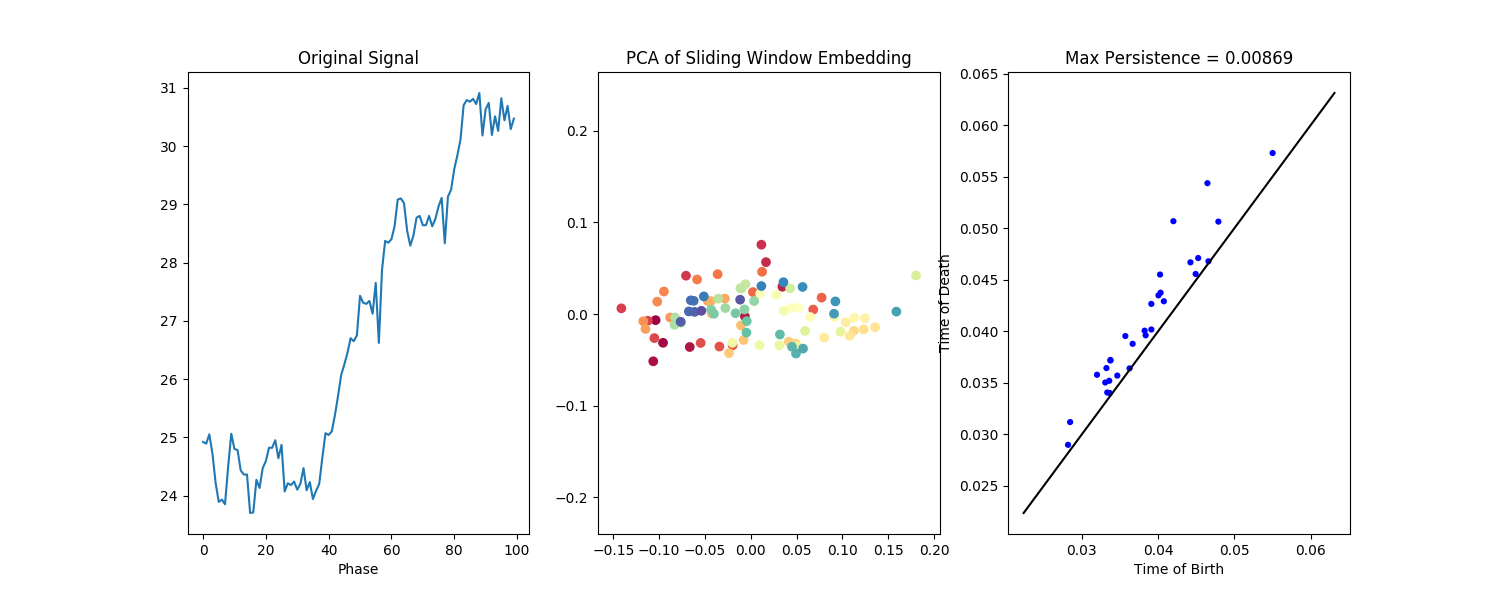 Original Signal
31
30
29
28
27
26
25
24
0 20 40 60 80 100
Phase
PCA of Sliding Window Embedding
0.2
0.1
0.0
−0.1
−0.2
−0.15 −0.10 −0.05 0.00 0.05 0.10 0.15 0.20
Max Persistence = 0.00869
Time of Death
0.065
0.060
0.055
0.050
0.045
0.040
0.035
0.030
0.025
0.03 0.04 0.05 0.06
Time of Birth